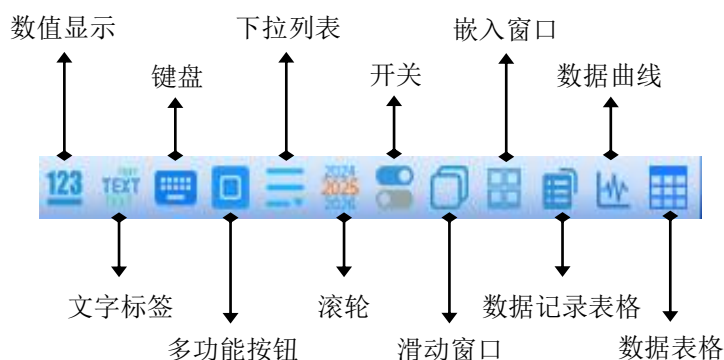 数值显示
下拉列表
嵌入窗口
键盘
开关
数据曲线
123
TEXT
2024
2025
2026
文字标签
滚轮
数据记录表格
多功能按钮
滑动窗口
数据表格